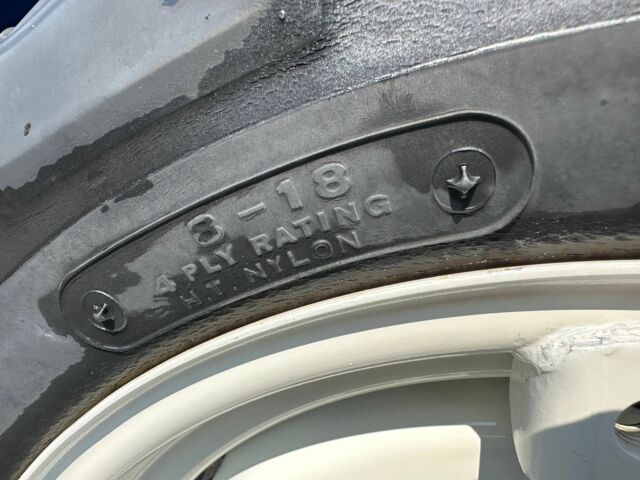 8-18
4 PLY RATING
H.T. NYLON